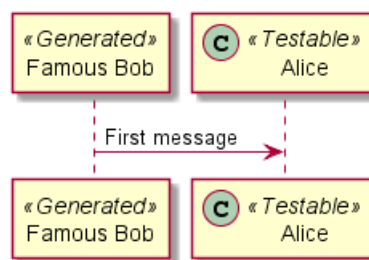 «Generated»
Famous Bob
C «Testable»
Alice
First message
«Generated»
Famous Bob
C «Testable»
Alice